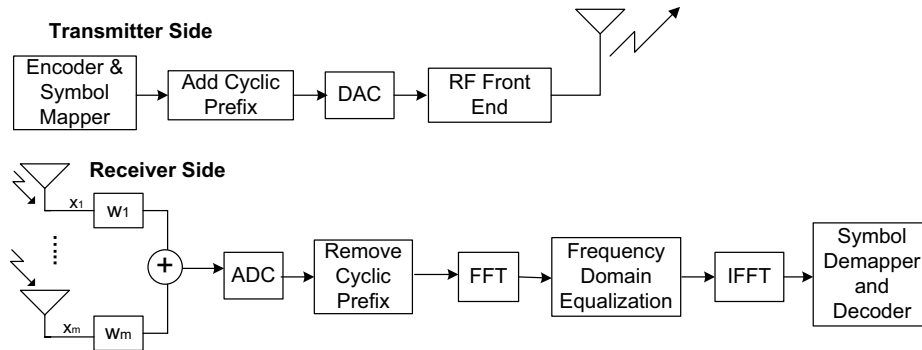 Transmitter Side
Encoder &
Symbol
Mapper
Add Cyclic
Prefix
DAC
RF Front
End
Receiver Side
x1
w1
xm
wm
+
ADC
Remove
Cyclic
Prefix
FFT
Frequency
Domain
Equalization
IFFT
Symbol
Demapper
and
Decoder